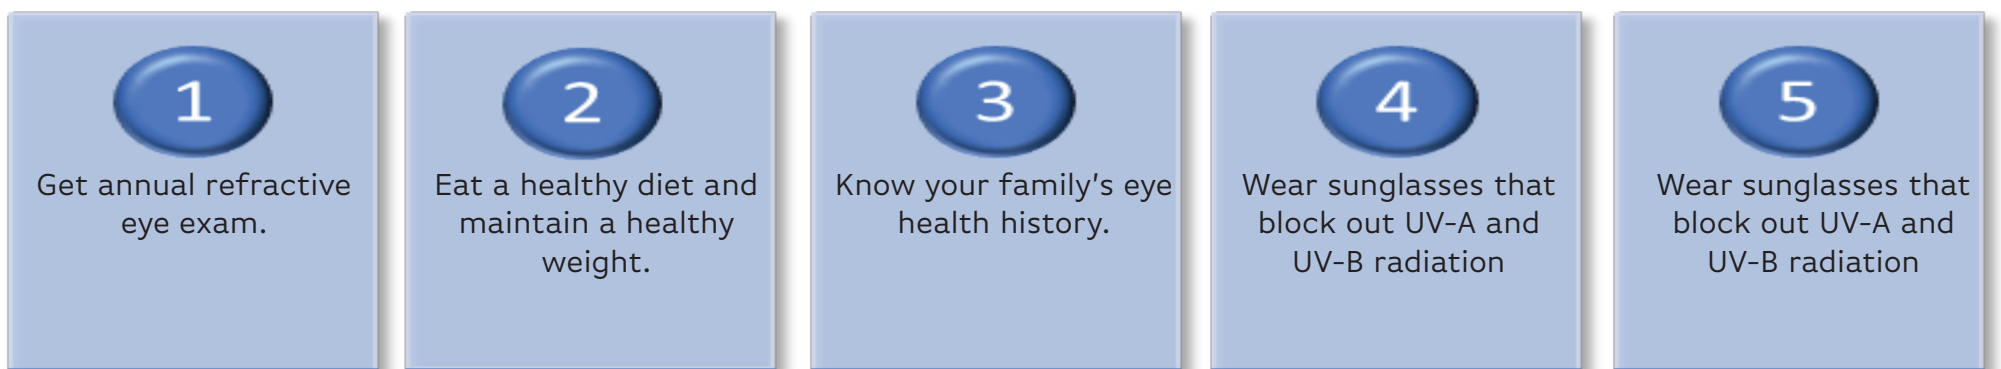 1
Get annual refractive
eye exam.
2
Eat a healthy diet and
maintain a healthy
weight.
3
Know your family's eye
health history.
4
Wear sunglasses that
block out UV-A and
UV-B radiation
5
Wear sunglasses that
block out UV-A and
UV-B radiation